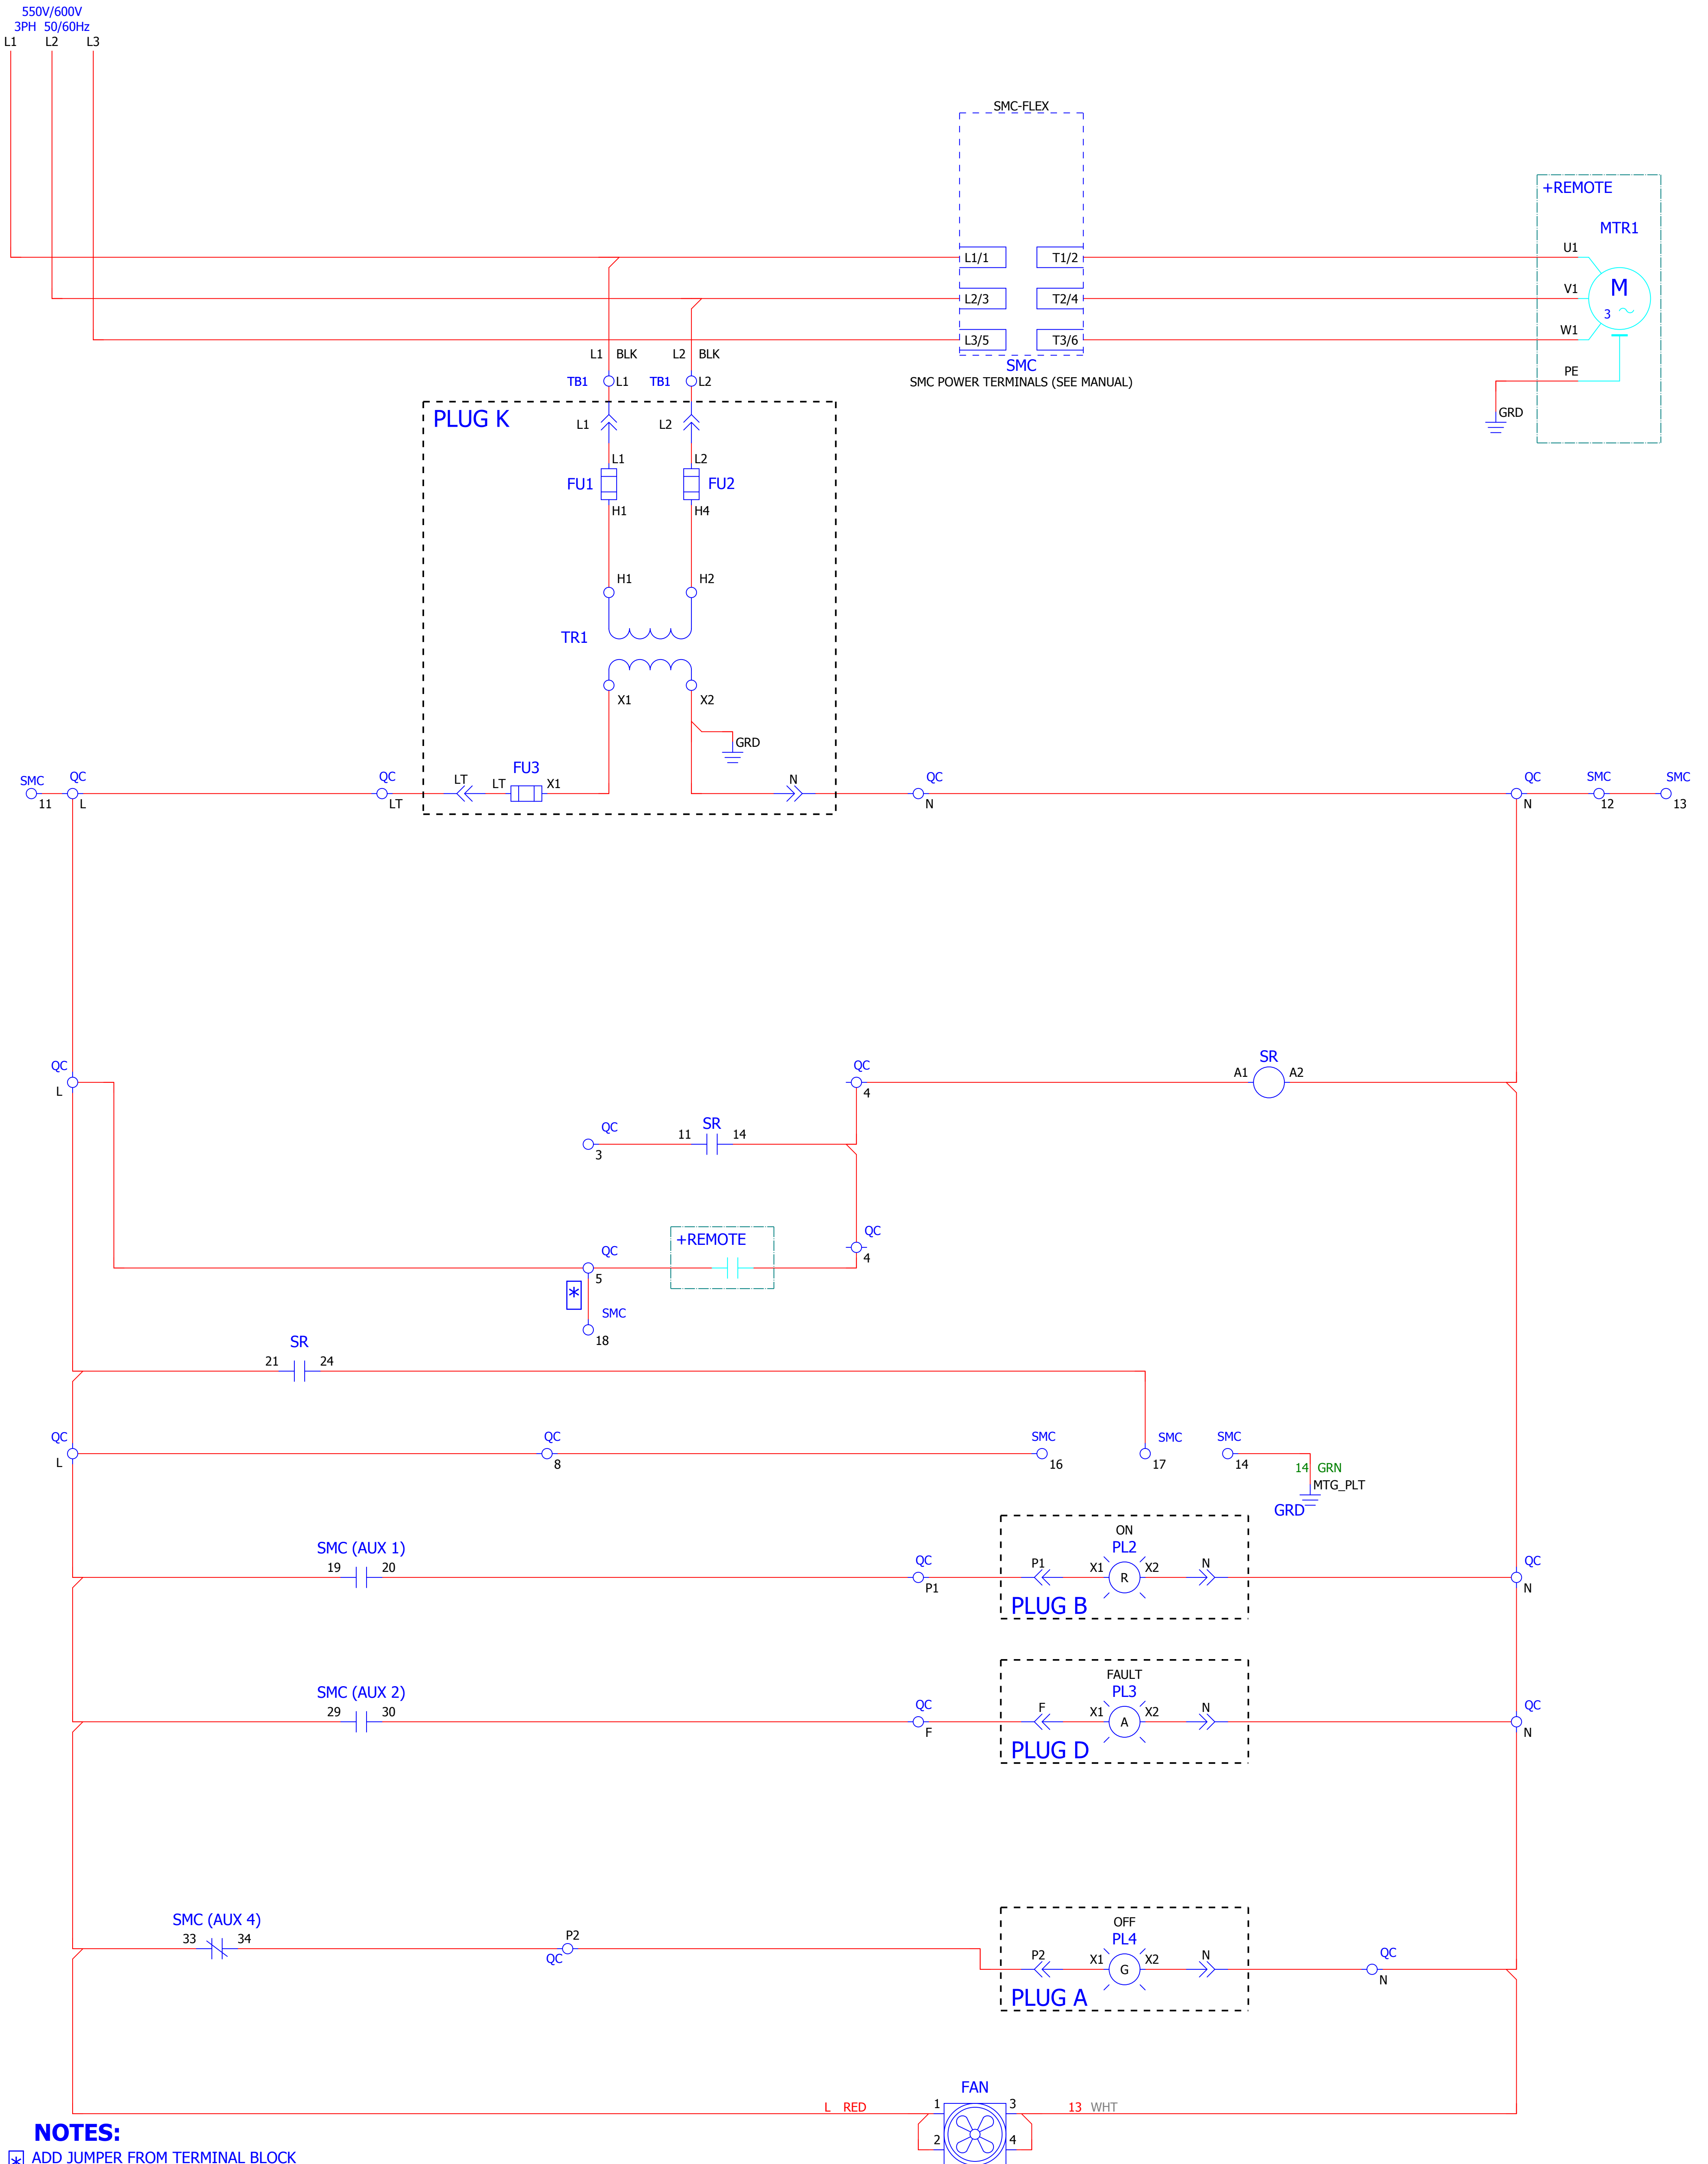 550V/600V
3PH 50/60Hz
L1 L2 L3
SMC-FLEX
+REMOTE
MTR1
U1
L1/1 T1/2
M
3
V1
L2/3 T2/4
W1
L3/5 T3/6
L1 BLK L2 BLK
SMC
SMC POWER TERMINALS (SEE MANUAL)
PE
TB1 L1 TB1 L2
GRD
PLUG K
L1 L2
L1 L2
FU1 FU2
H1 H4
H1 H2
TR1
X1 X2
GRD
FU3
SMC QC QC LT LT X1 N QC QC SMC SMC
11 L LT N N 12 13
SR
QC QC A1 A2
L 4
SR
QC 11 14
3
QC
+REMOTE
QC 4
5
*
SMC
18
SR
21 24
QC QC SMC SMC SMC
L 8 16 17 14
14 GRN
MTG_PLT
GRD
ON
SMC (AUX 1) PL2
19 20 QC P1 X1 X2 N QC
R
P1 N
PLUG B
FAULT
SMC (AUX 2) PL3
29 30 QC F X1 X2 N QC
A
F N
PLUG D
SMC (AUX 4) OFF
33 34 P2 PL4
QC P2 X1 X2 N QC
G
N
PLUG A
FAN
L RED 1 3 13 WHT
2 4
NOTES:
* ADD JUMPER FROM TERMINAL BLOCK